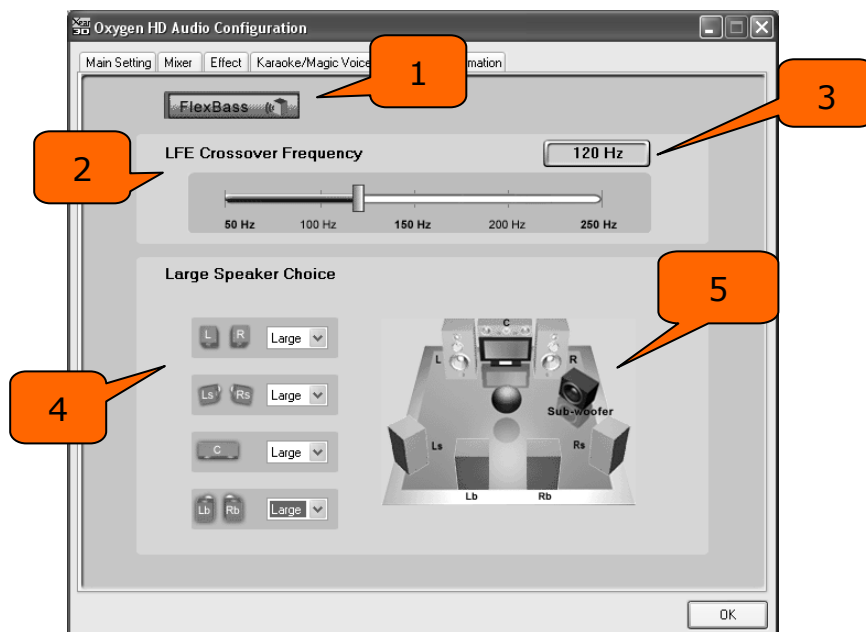 Xear
3D
Oxygen HD Audio Configuration
Main Setting Mixer Effect Karaoke/Magic Voice mation
1
FlexBass
3
2
LFE Crossover Frequency 120 Hz
50 Hz 100 Hz 150 Hz 200 Hz 250 Hz
Large Speaker Choice
5
4
L R Large
Ls Rs Large
C Large
Lb Rb Large
C
L R
Sub-woofer
Ls Rs
Lb Rb
OK